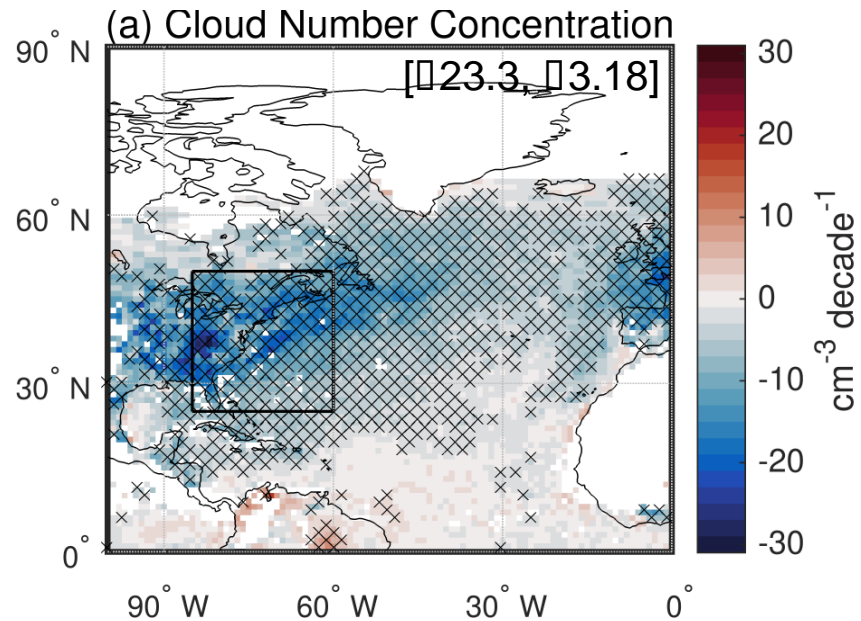 (a) Cloud Number Concentration
90° N
[▯23.3, ▯3.18]
60° N
30° N
0°
90° W
60° W
30° W
0°
30
20
10
0
-10
-20
-30
cm⁻³ decade⁻¹